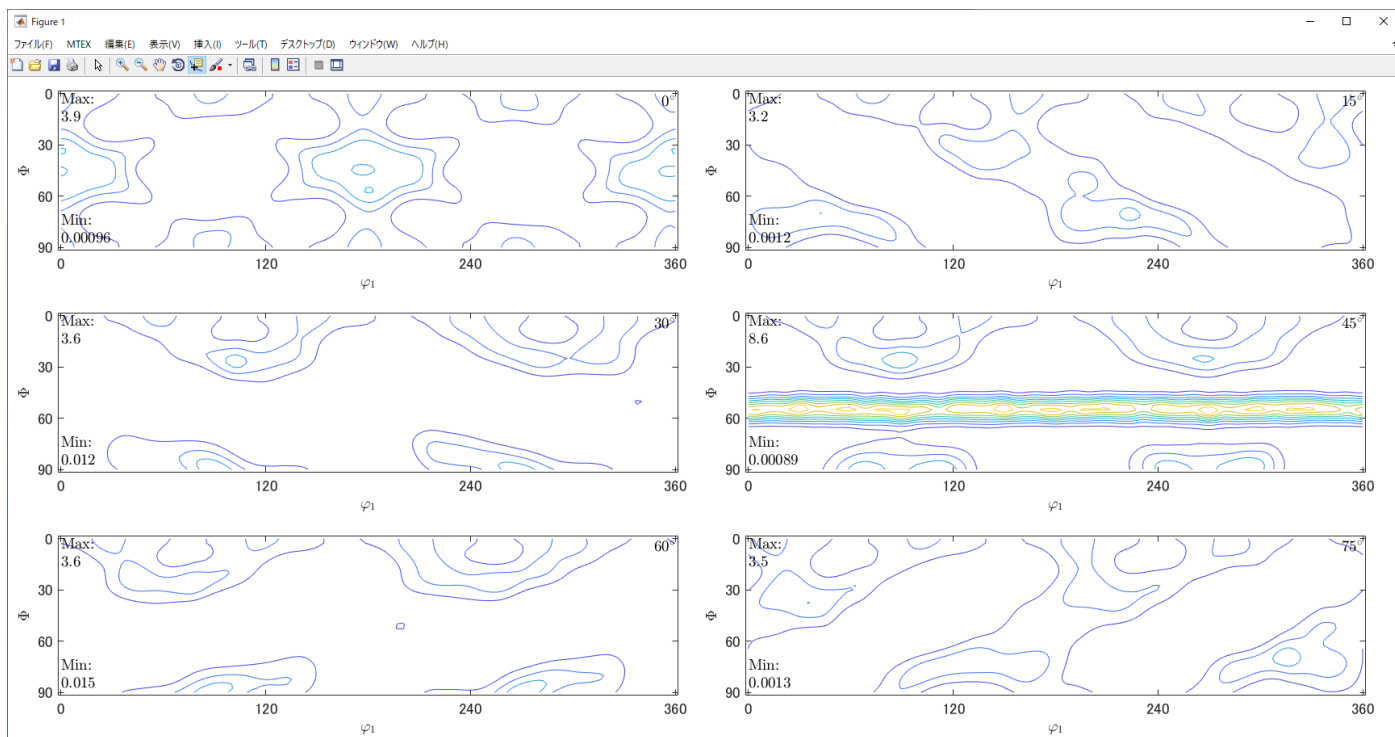 Figure 1
ファイル(F) MTEX 編集(E) 表示(V) 挿入(I) ツール(T) デスクトップ(D) ウィンドウ(W) ヘルプ(H)
Max:
3.9
0°
0
30
60
90
Φ
Min:
0.00096
0 120 240 360
φ₁
Max:
3.2
15°
0
30
60
90
Φ
Min:
0.0012
0 120 240 360
φ₁
Max:
3.6
30°
0
30
60
90
Φ
Min:
0.012
0 120 240 360
φ₁
Max:
8.6
45°
0
30
60
90
Φ
Min:
0.00089
0 120 240 360
φ₁
Max:
3.6
60°
0
30
60
90
Φ
Min:
0.015
0 120 240 360
φ₁
Max:
3.5
75°
0
30
60
90
Φ
Min:
0.0013
0 120 240 360
φ₁